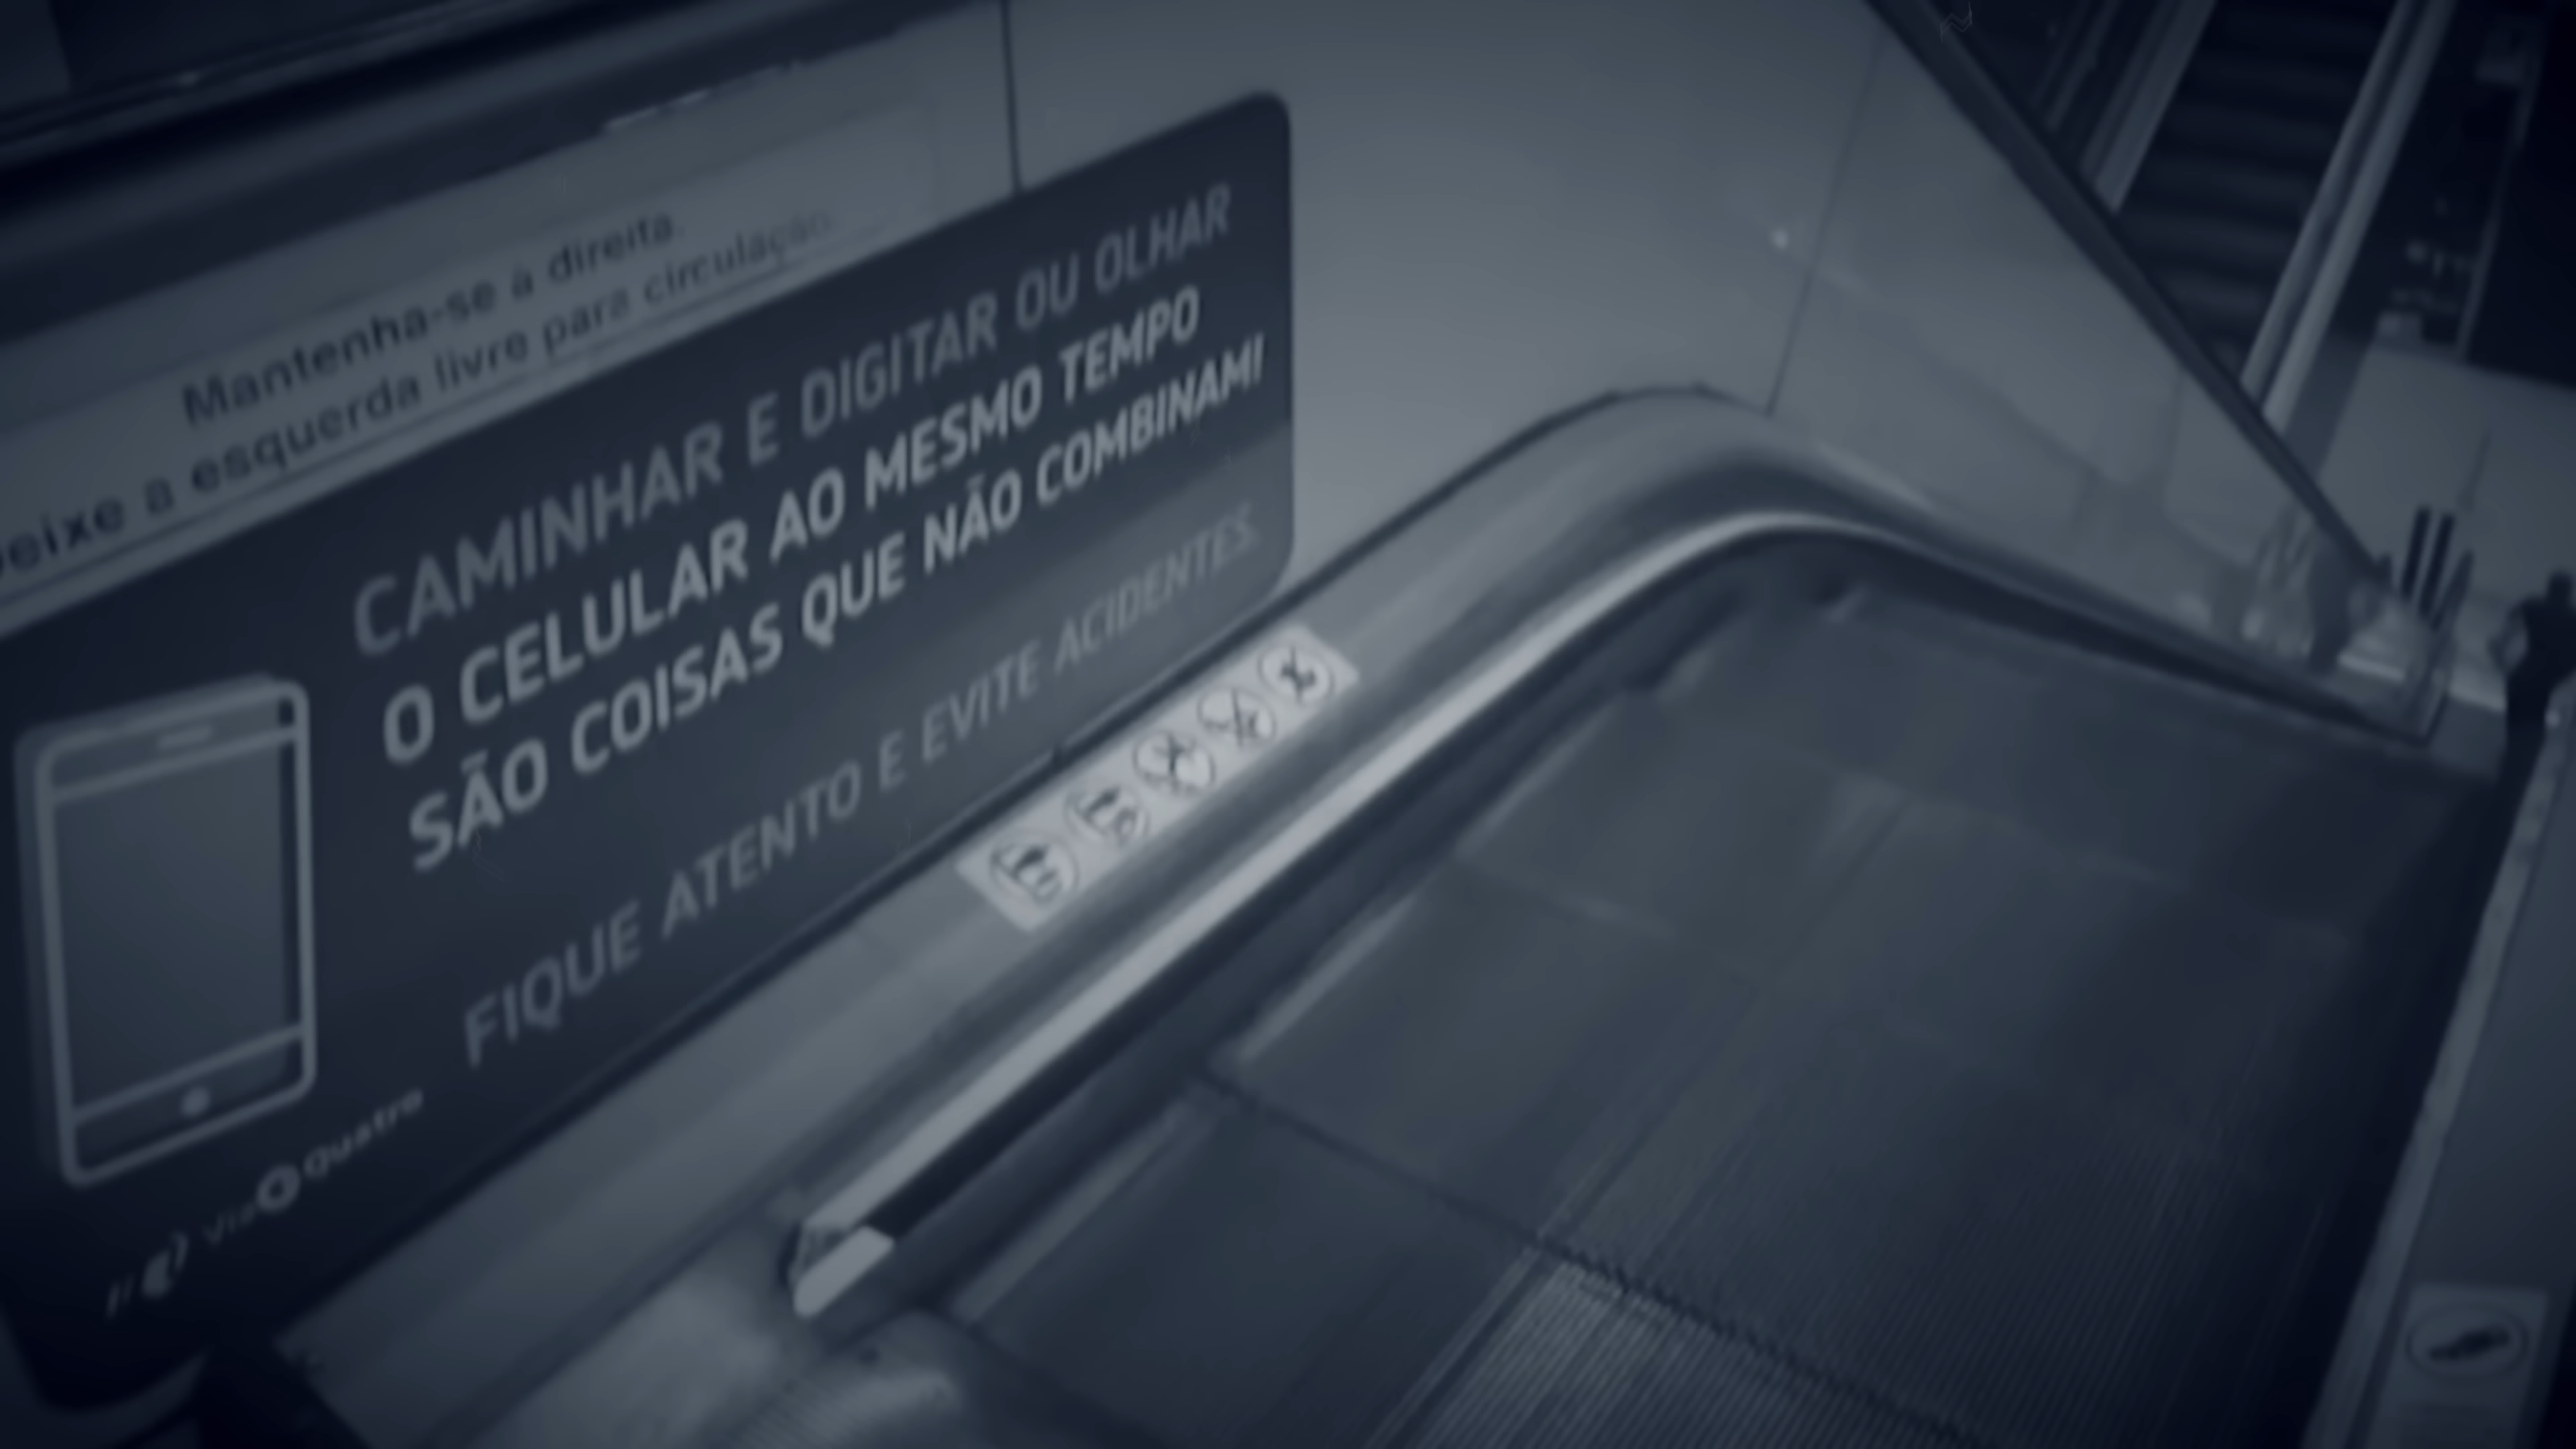 Mantenha-se à direita.
Deixe a esquerda livre para circulação.
CAMINHAR E DIGITAR OU OLHAR
O CELULAR AO MESMO TEMPO
SÃO COISAS QUE NÃO COMBINAM!
FIQUE ATENTO E EVITE ACIDENTES.
ViaQuatro